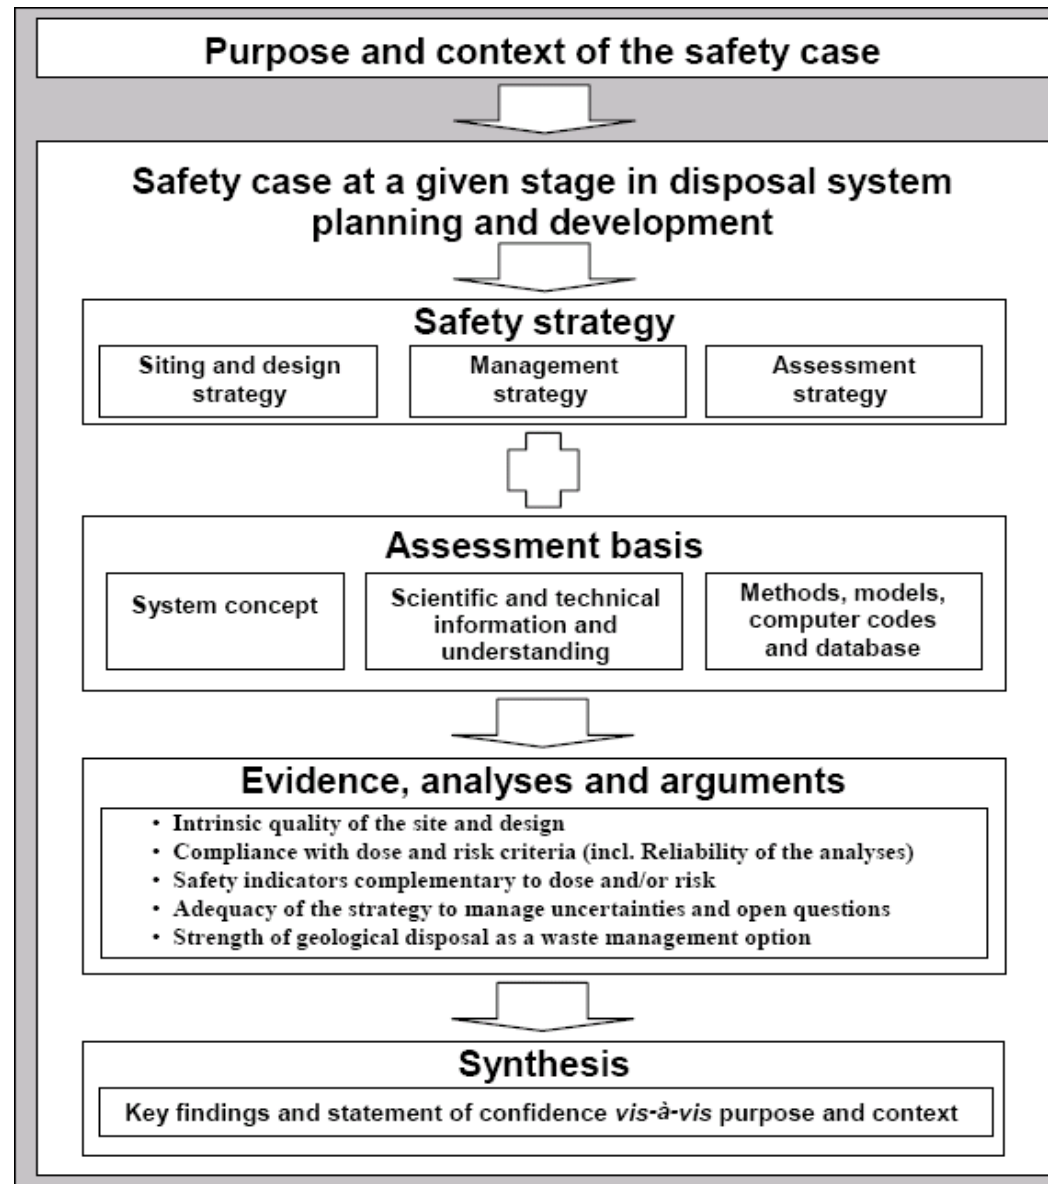 Purpose and context of the safety case
Safety case at a given stage in disposal system
planning and development
Safety strategy
Siting and design
strategy
Management
strategy
Assessment
strategy
Assessment basis
System concept
Scientific and technical
information and
understanding
Methods, models,
computer codes
and database
Evidence, analyses and arguments
• Intrinsic quality of the site and design
• Compliance with dose and risk criteria (incl. Reliability of the analyses)
• Safety indicators complementary to dose and/or risk
• Adequacy of the strategy to manage uncertainties and open questions
• Strength of geological disposal as a waste management option
Synthesis
Key findings and statement of confidence vis-à-vis purpose and context